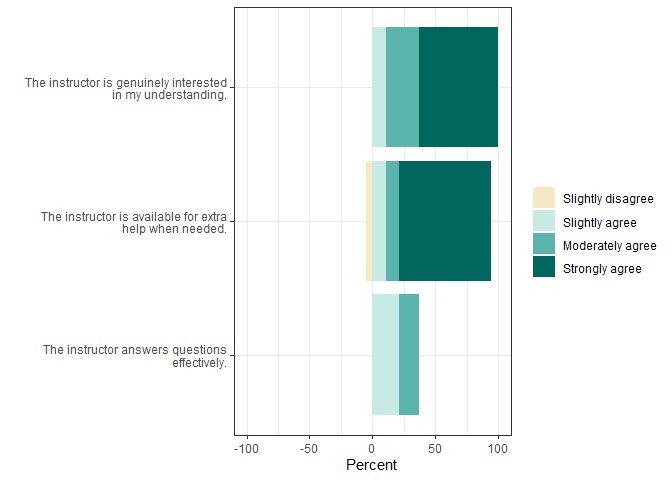 The instructor is genuinely interested
in my understanding.
The instructor is available for extra
help when needed.
The instructor answers questions
effectively.
-100
-50
0
50
100
Percent
Slightly disagree
Slightly agree
Moderately agree
Strongly agree